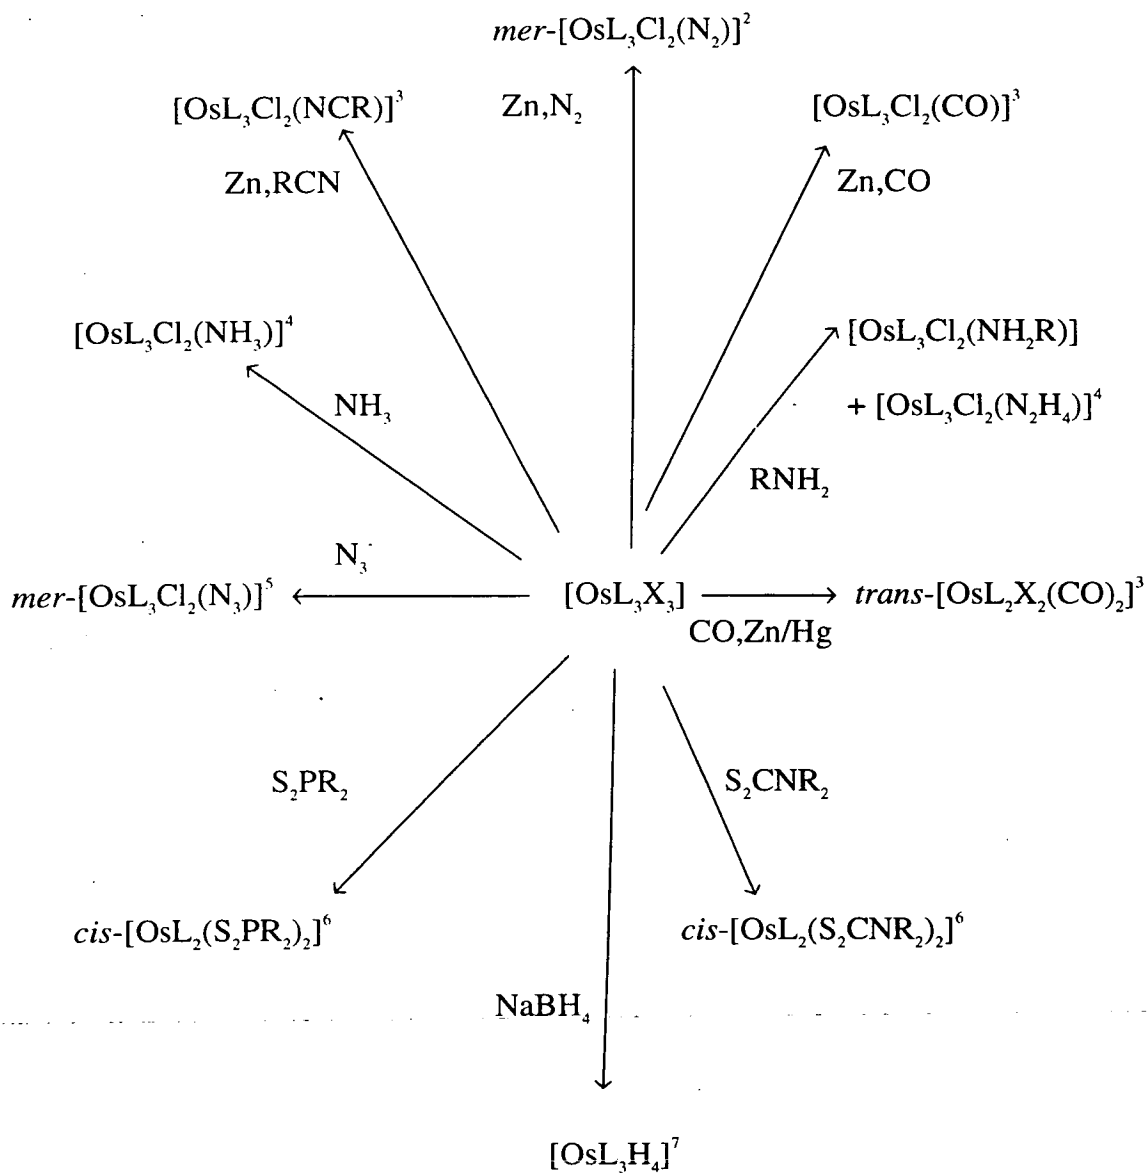 mer-[OsL₃Cl₂(N₂)]²
[OsL₃Cl₂(NCR)]³
Zn,N₂
[OsL₃Cl₂(CO)]³
Zn,RCN
Zn,CO
[OsL₃Cl₂(NH₃)]⁴
[OsL₃Cl₂(NH₂R)]
NH₃
+ [OsL₃Cl₂(N₂H₄)]⁴
RNH₂
N₃⁻
mer-[OsL₃Cl₂(N₃)]⁵
[OsL₃X₃]
trans-[OsL₂X₂(CO)₂]³
CO,Zn/Hg
S₂PR₂
S₂CNR₂
cis-[OsL₂(S₂PR₂)₂]⁶
cis-[OsL₂(S₂CNR₂)₂]⁶
NaBH₄
[OsL₃H₄]⁷